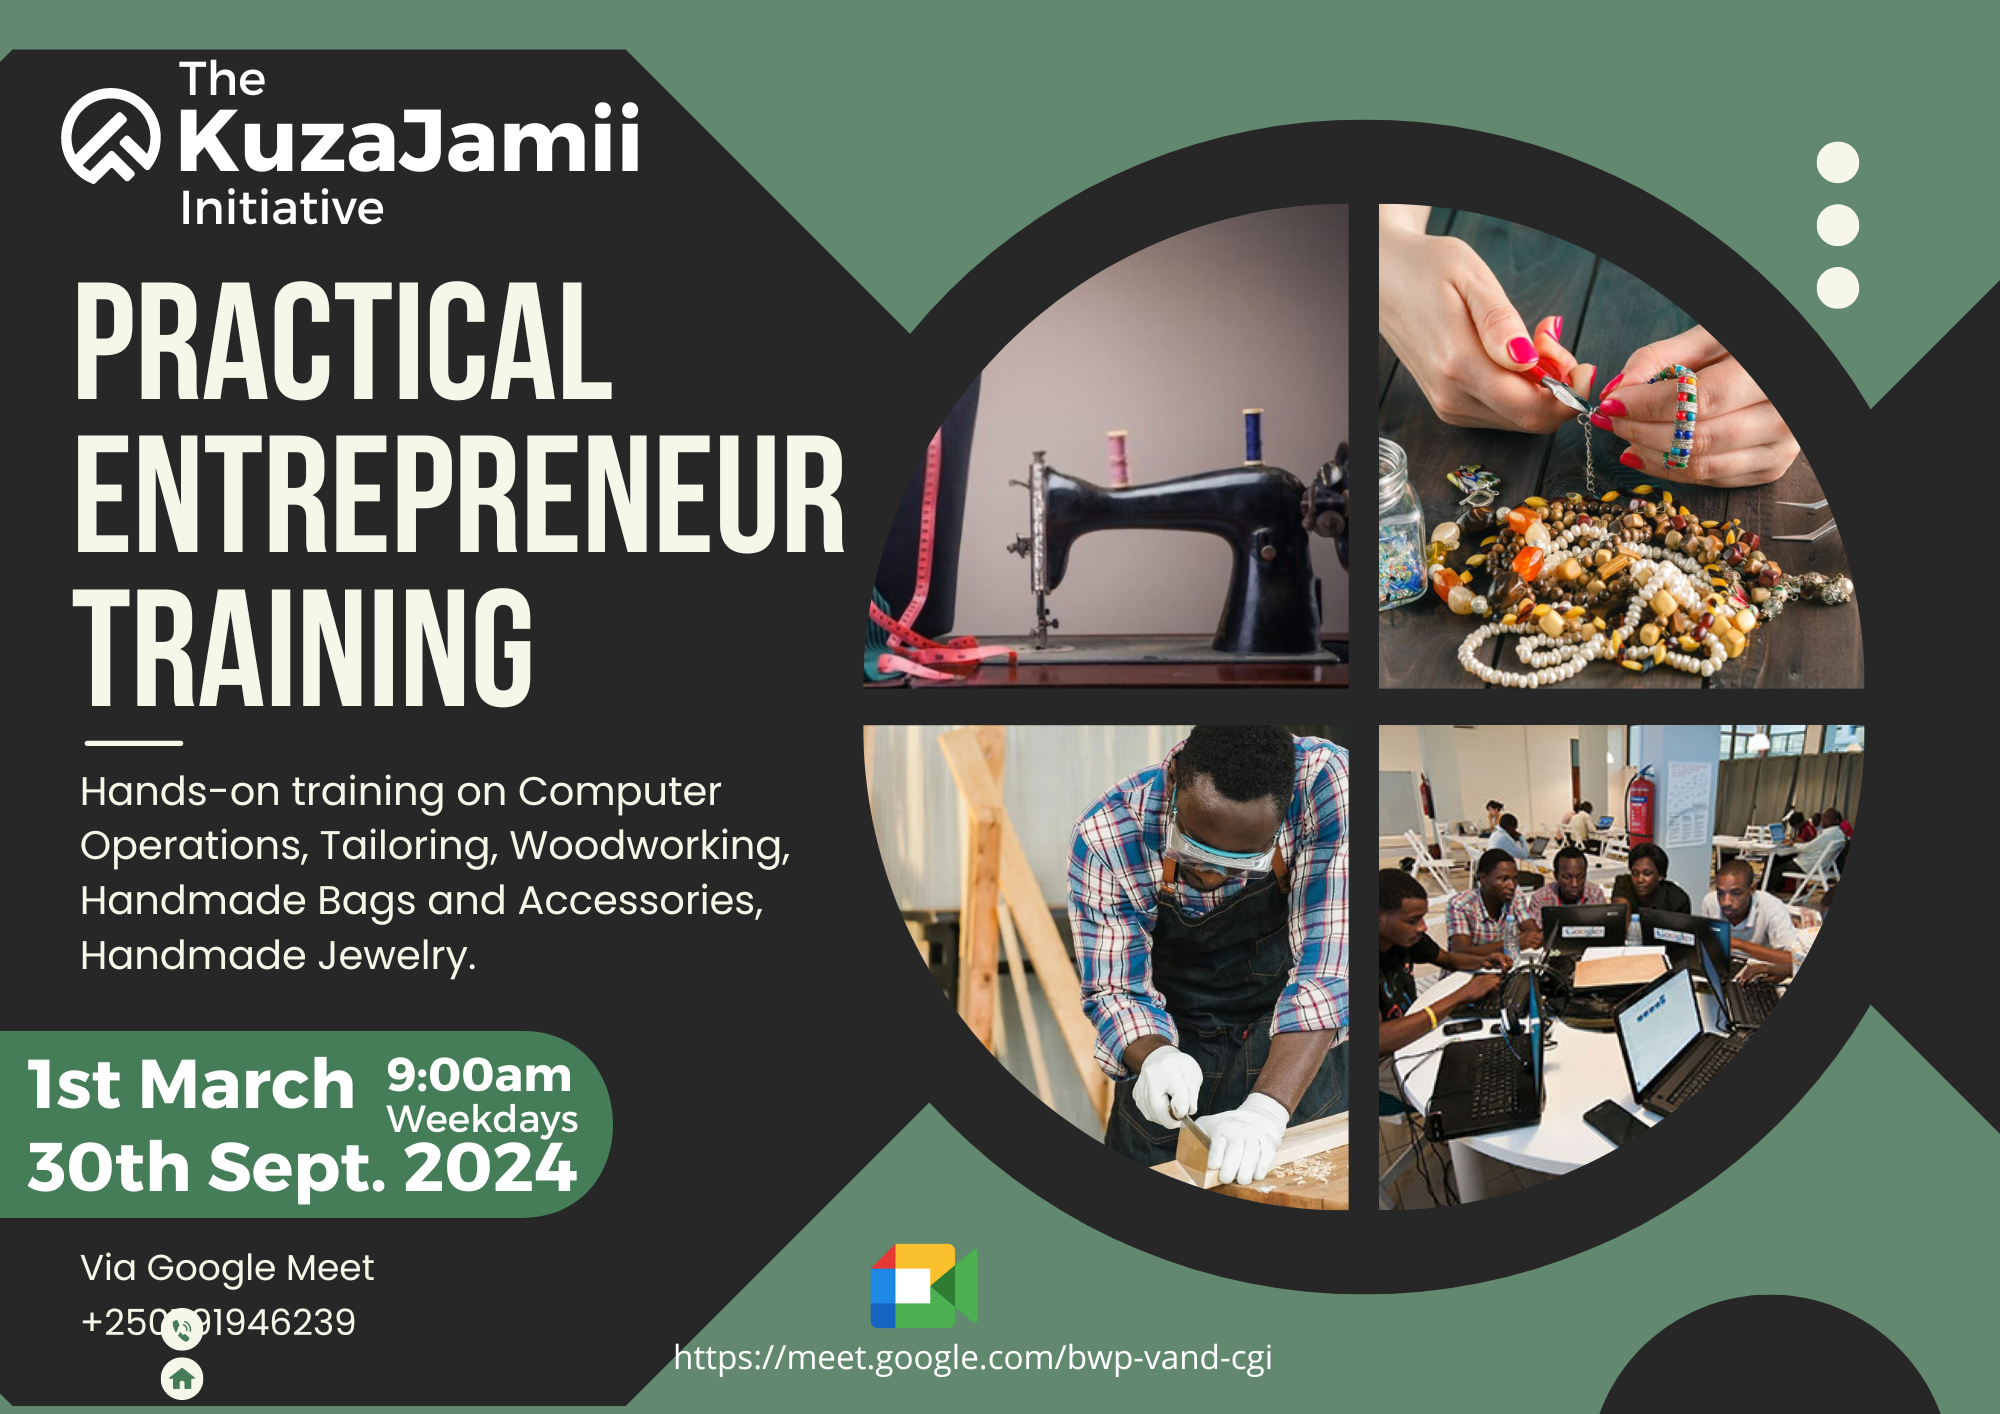 The
KuzaJamii
Initiative
PRACTICAL
ENTREPRENEUR
TRAINING
Hands-on training on Computer
Operations, Tailoring, Woodworking,
Handmade Bags and Accessories,
Handmade Jewelry.
1st March 9:00am
Weekdays
30th Sept. 2024
Via Google Meet
https://meet.google.com/bwp-vand-cgi